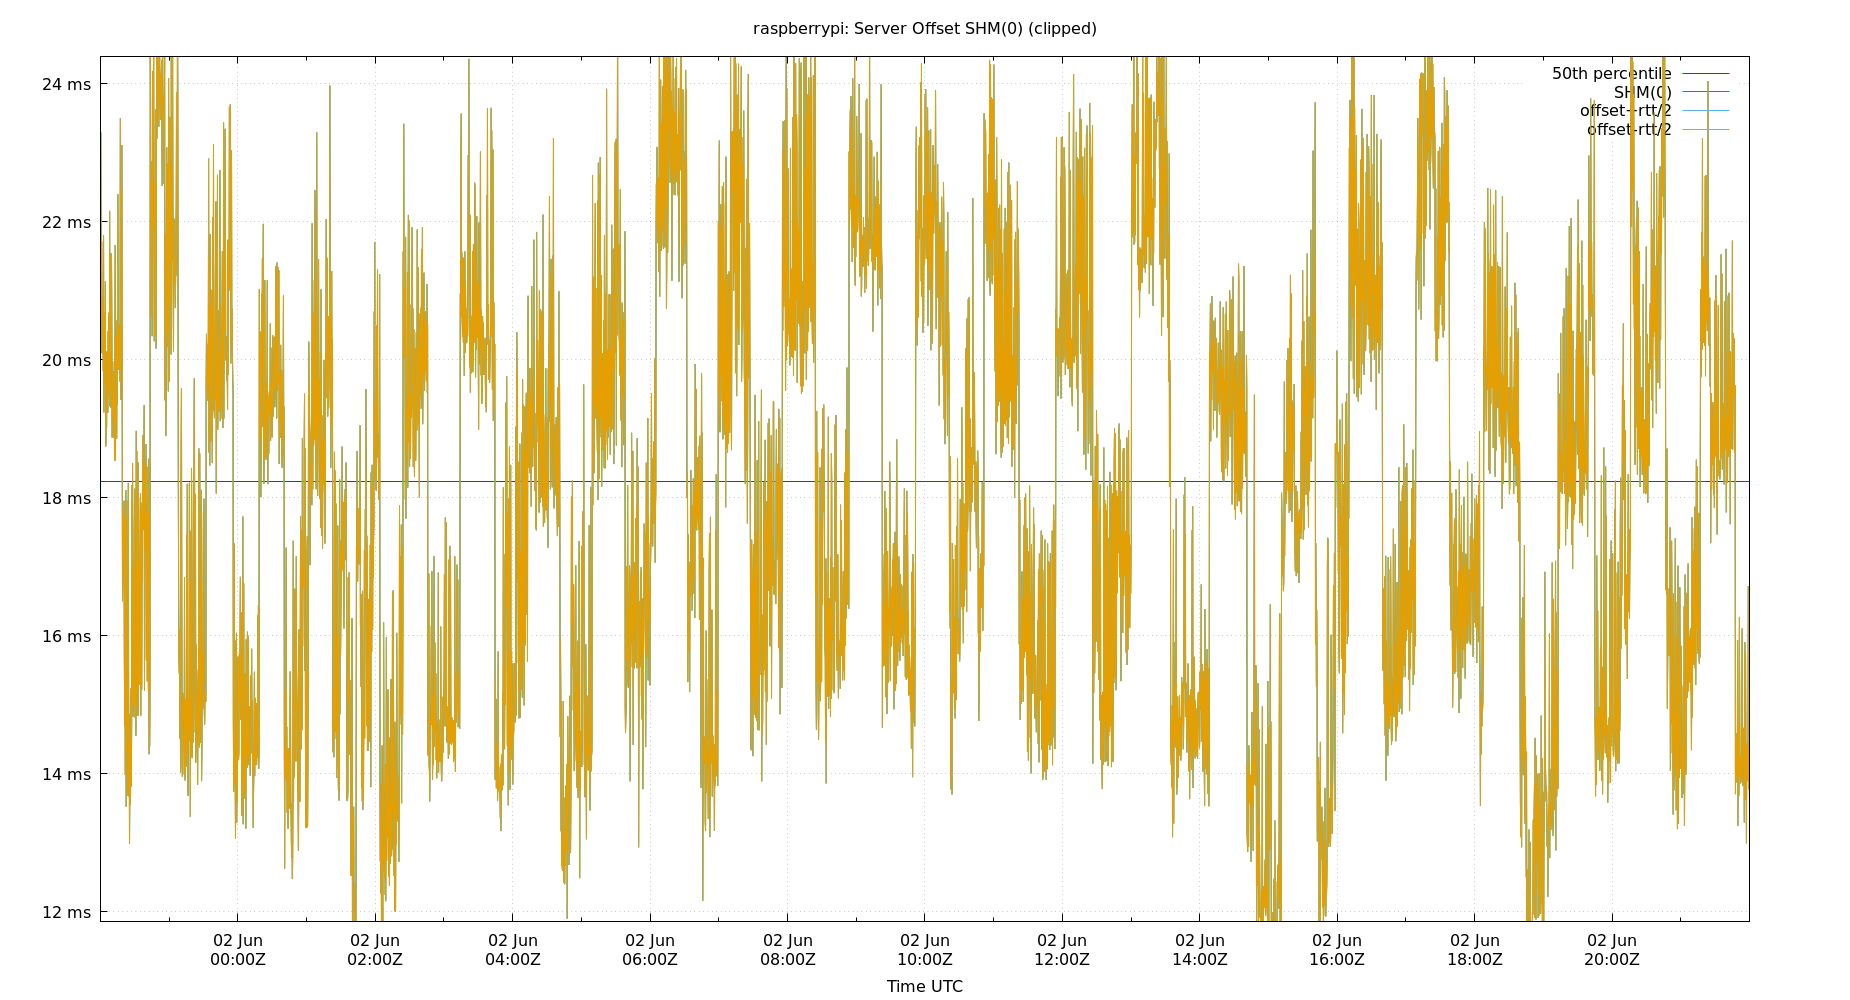 raspberrypi: Server Offset SHM(0) (clipped)
50th percentile
SHM(0)
offset+rtt/2
offset-rtt/2
24 ms
22 ms
20 ms
18 ms
16 ms
14 ms
12 ms
02 Jun 02 Jun 02 Jun 02 Jun 02 Jun 02 Jun 02 Jun 02 Jun 02 Jun 02 Jun 02 Jun
00:00Z 02:00Z 04:00Z 06:00Z 08:00Z 10:00Z 12:00Z 14:00Z 16:00Z 18:00Z 20:00Z
Time UTC